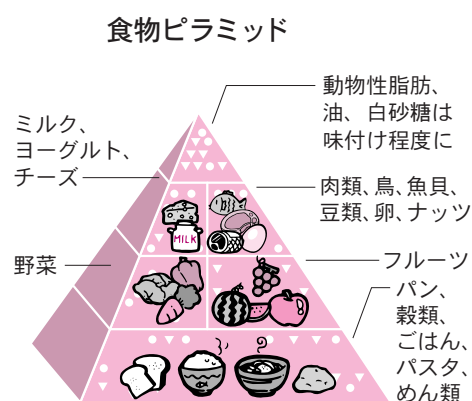 食物ピラミッド
動物性脂肪、
油、白砂糖は
味付け程度に
ミルク、
ヨーグルト、
チーズ
肉類、鳥、魚貝、
豆類、卵、ナッツ
MILK
野菜
フルーツ
パン、
穀類、
ごはん、
パスタ、
めん類